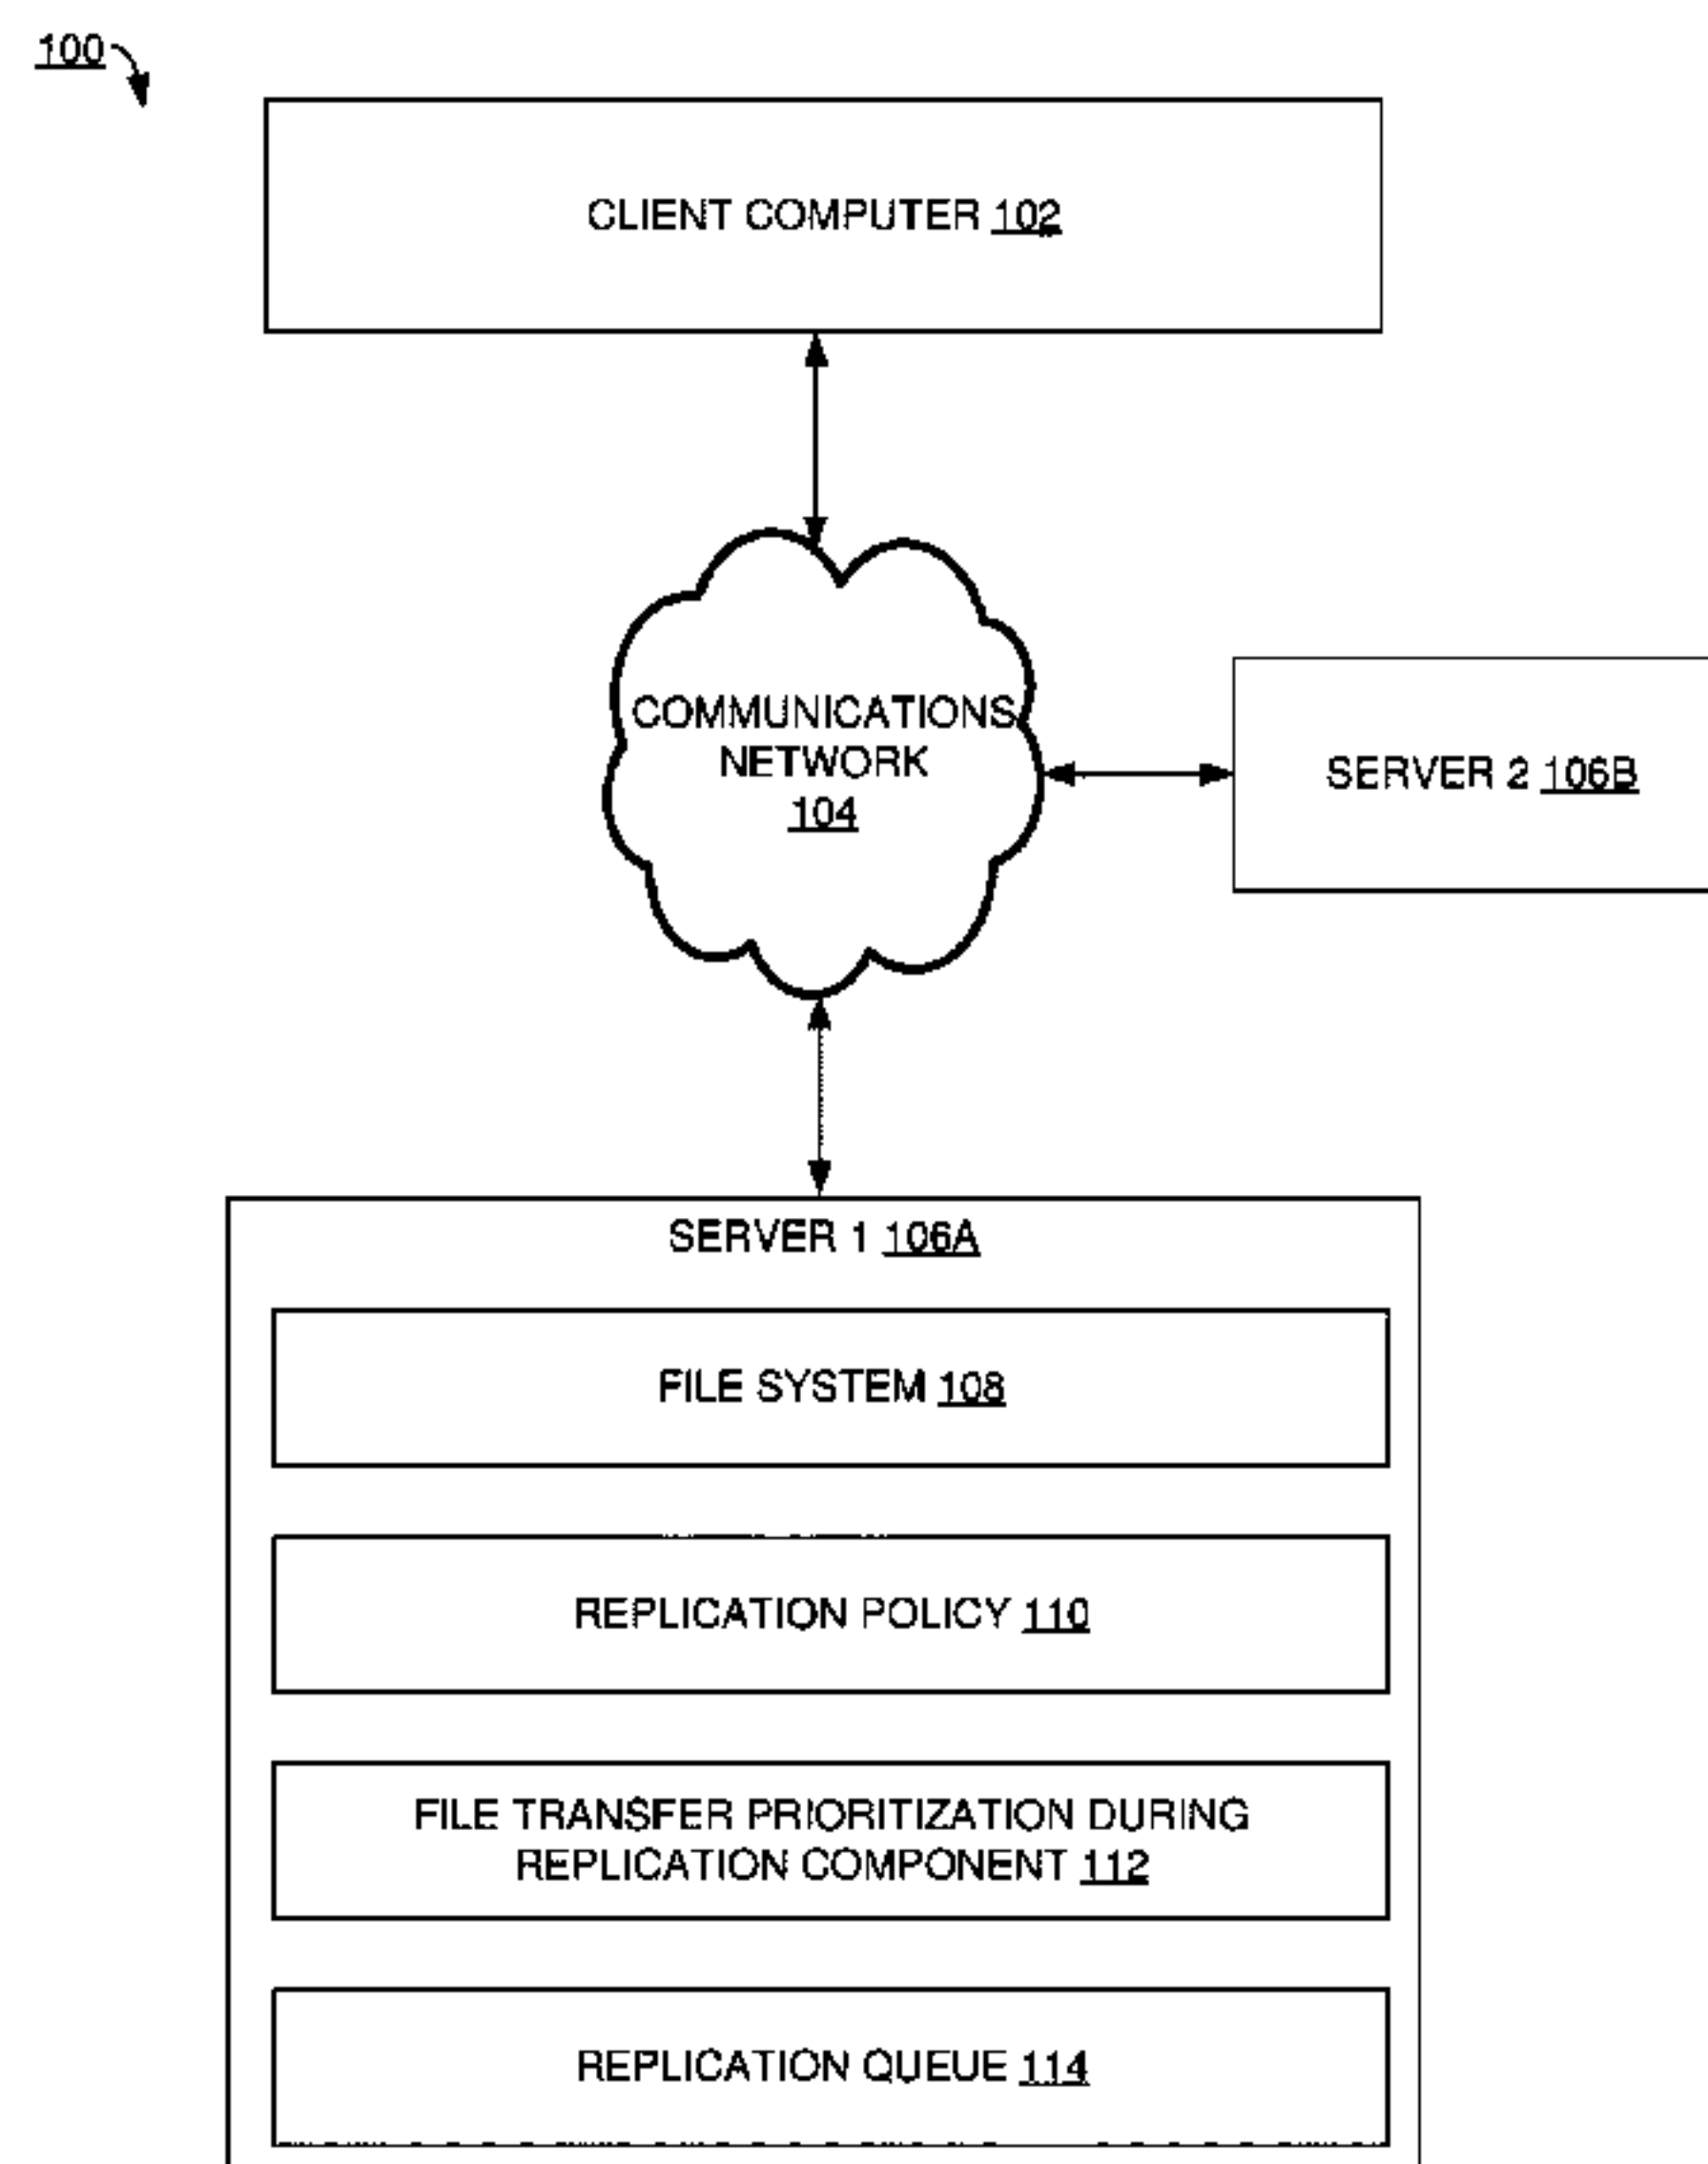 100
CLIENT COMPUTER 102
COMMUNICATIONS
NETWORK
104
SERVER 2 106B
SERVER 1 106A
FILE SYSTEM 108
REPLICATION POLICY 110
FILE TRANSFER PRIORITIZATION DURING
REPLICATION COMPONENT 112
REPLICATION QUEUE 114